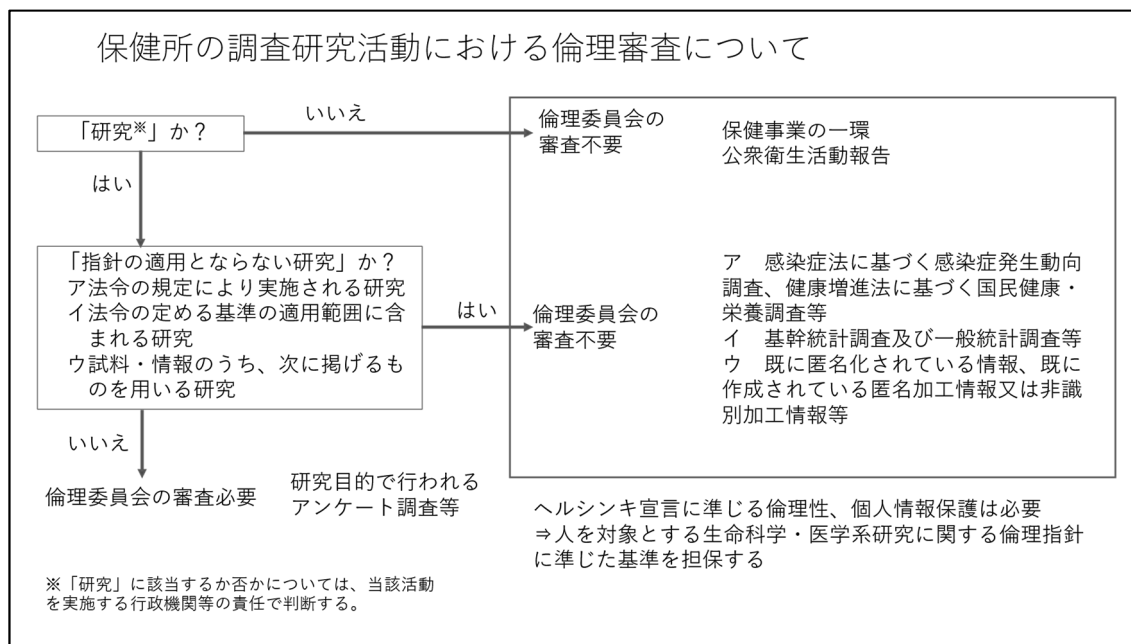 保健所の調査研究活動における倫理審査について
「研究※」か？
いいえ
倫理委員会の
審査不要
保健事業の一環
公衆衛生活動報告
はい
「指針の適用とならない研究」か？
ア法令の規定により実施される研究
イ法令の定める基準の適用範囲に含
まれる研究
ウ試料・情報のうち、次に掲げるも
のを用いる研究
はい
倫理委員会の
審査不要
ア　感染症法に基づく感染症発生動向
調査、健康増進法に基づく国民健康・
栄養調査等
イ　基幹統計調査及び一般統計調査等
ウ　既に匿名化されている情報、既に
作成されている匿名加工情報又は非識
別加工情報等
いいえ
倫理委員会の審査必要
研究目的で行われる
アンケート調査等
ヘルシンキ宣言に準じる倫理性、個人情報保護は必要
⇒人を対象とする生命科学・医学系研究に関する倫理指針
に準じた基準を担保する
※「研究」に該当するか否かについては、当該活動
を実施する行政機関等の責任で判断する。